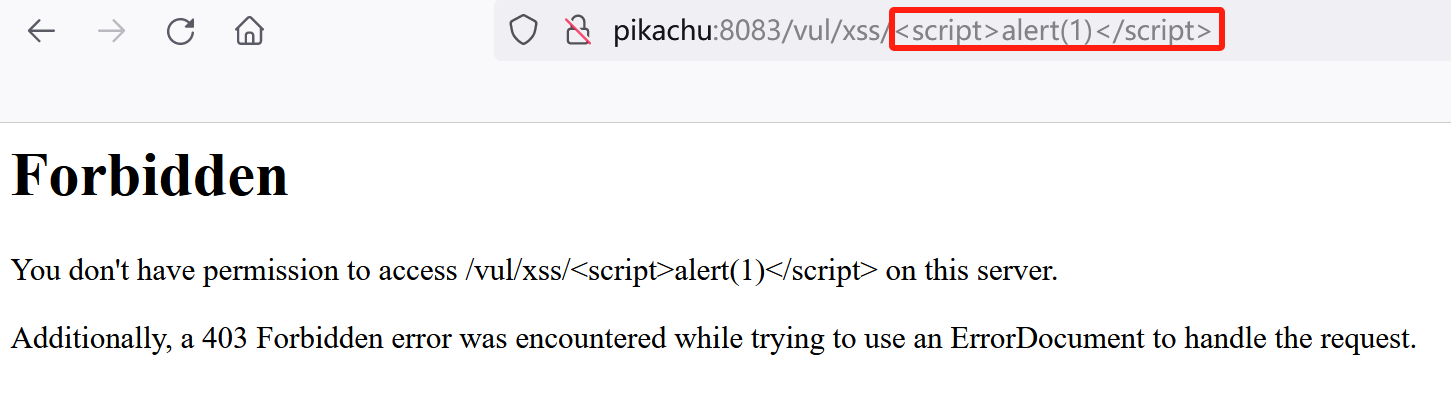 pikachu:8083/vul/xss/<script>alert(1)</script>
Forbidden
You don't have permission to access /vul/xss/<script>alert(1)</script> on this server.
Additionally, a 403 Forbidden error was encountered while trying to use an ErrorDocument to handle the request.